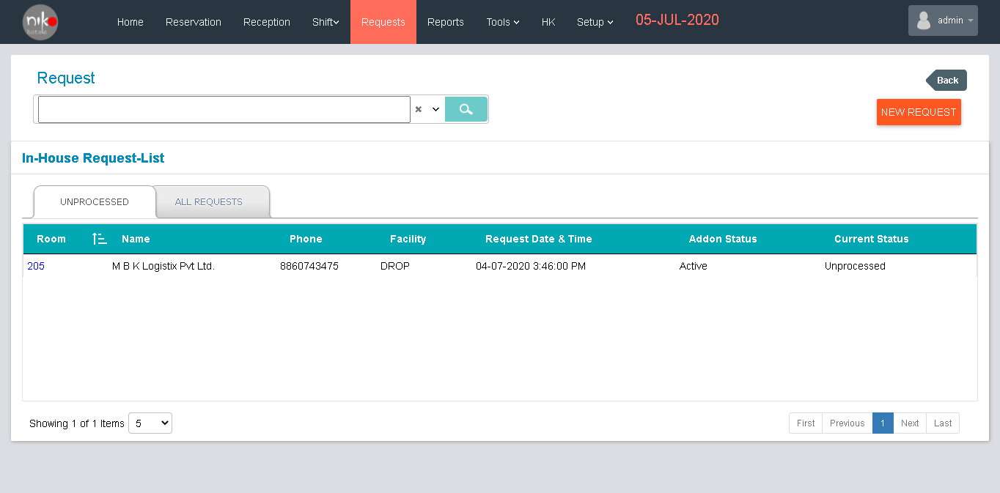 niko
hotels
Home Reservation Reception Shift Requests Reports Tools HK Setup 05-JUL-2020 admin
Request
Back
NEW REQUEST
In-House Request-List
UNPROCESSED ALL REQUESTS
Room Name Phone Facility Request Date & Time Addon Status Current Status
205 M B K Logistix Pvt Ltd. 8860743475 DROP 04-07-2020 3:46:00 PM Active Unprocessed
Showing 1 of 1 Items 5 First Previous 1 Next Last